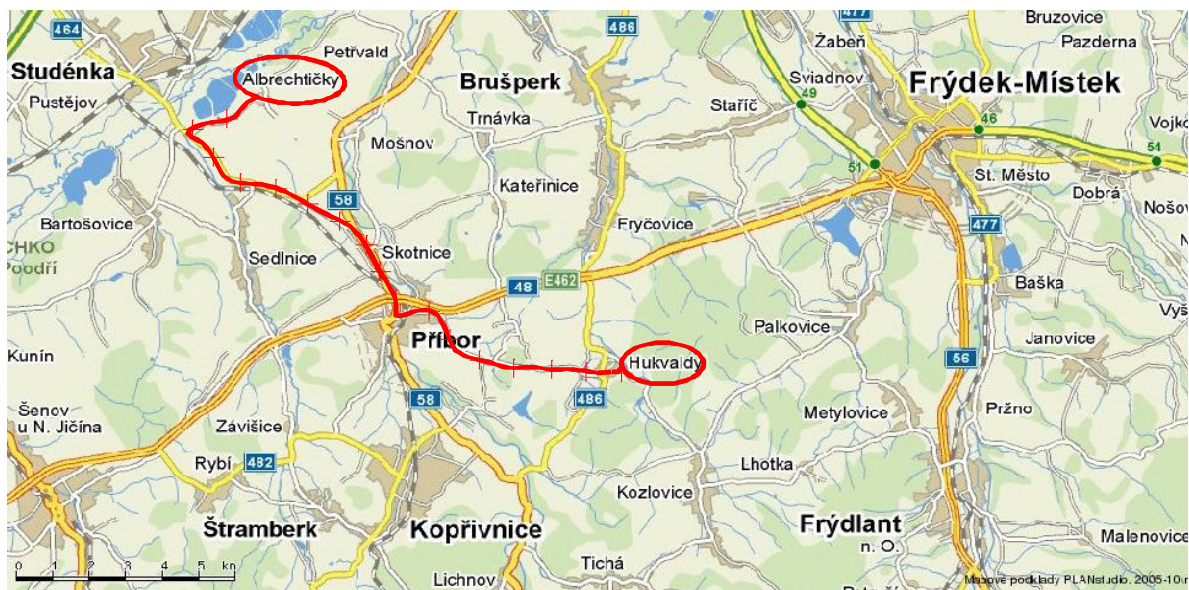 464
Petřvald
Albrechtičky
Studénka
Pustějov
Brušperk
486
477
Bruzovice
Žabeň
Pazderna
Sviadnov
49
Frýdek-Místek
Staříč
46
Vojk
Trnávka
Mošnov
51
54
St. Město
Dobrá
Kateřinice
58
Nošov
Bartošovice
Fryčovice
477
CHKO
Poodří
Sedlnice
Skotnice
E462
48
Baška
Palkovice
Příbor
Janovice
Kunín
Hukvaldy
56
58
486
Metylovice
Pržno
Šenov
u N. Jičína
Závišice
Rybí
482
Lhotka
Kozlovice
Štramberk
Kopřivnice
Frýdlant
n. O.
Malenovice
Tichá
Lichnov
0 1 2 3 4 5 km
Mapové podklady PLANstudio, 2005-10